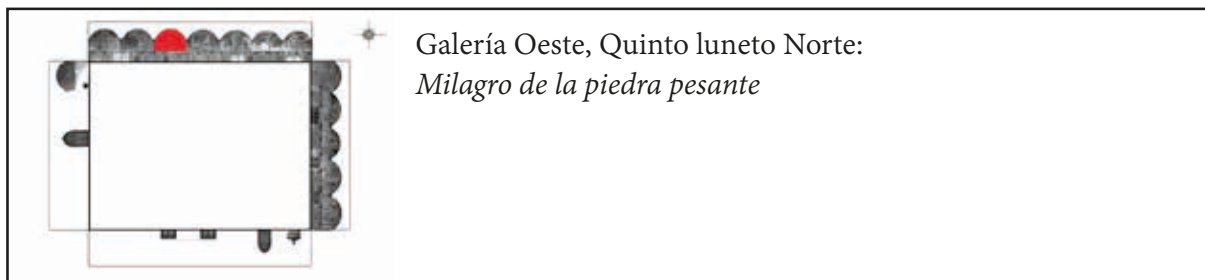 Galería Oeste, Quinto luneto Norte:
Milagro de la piedra pesante